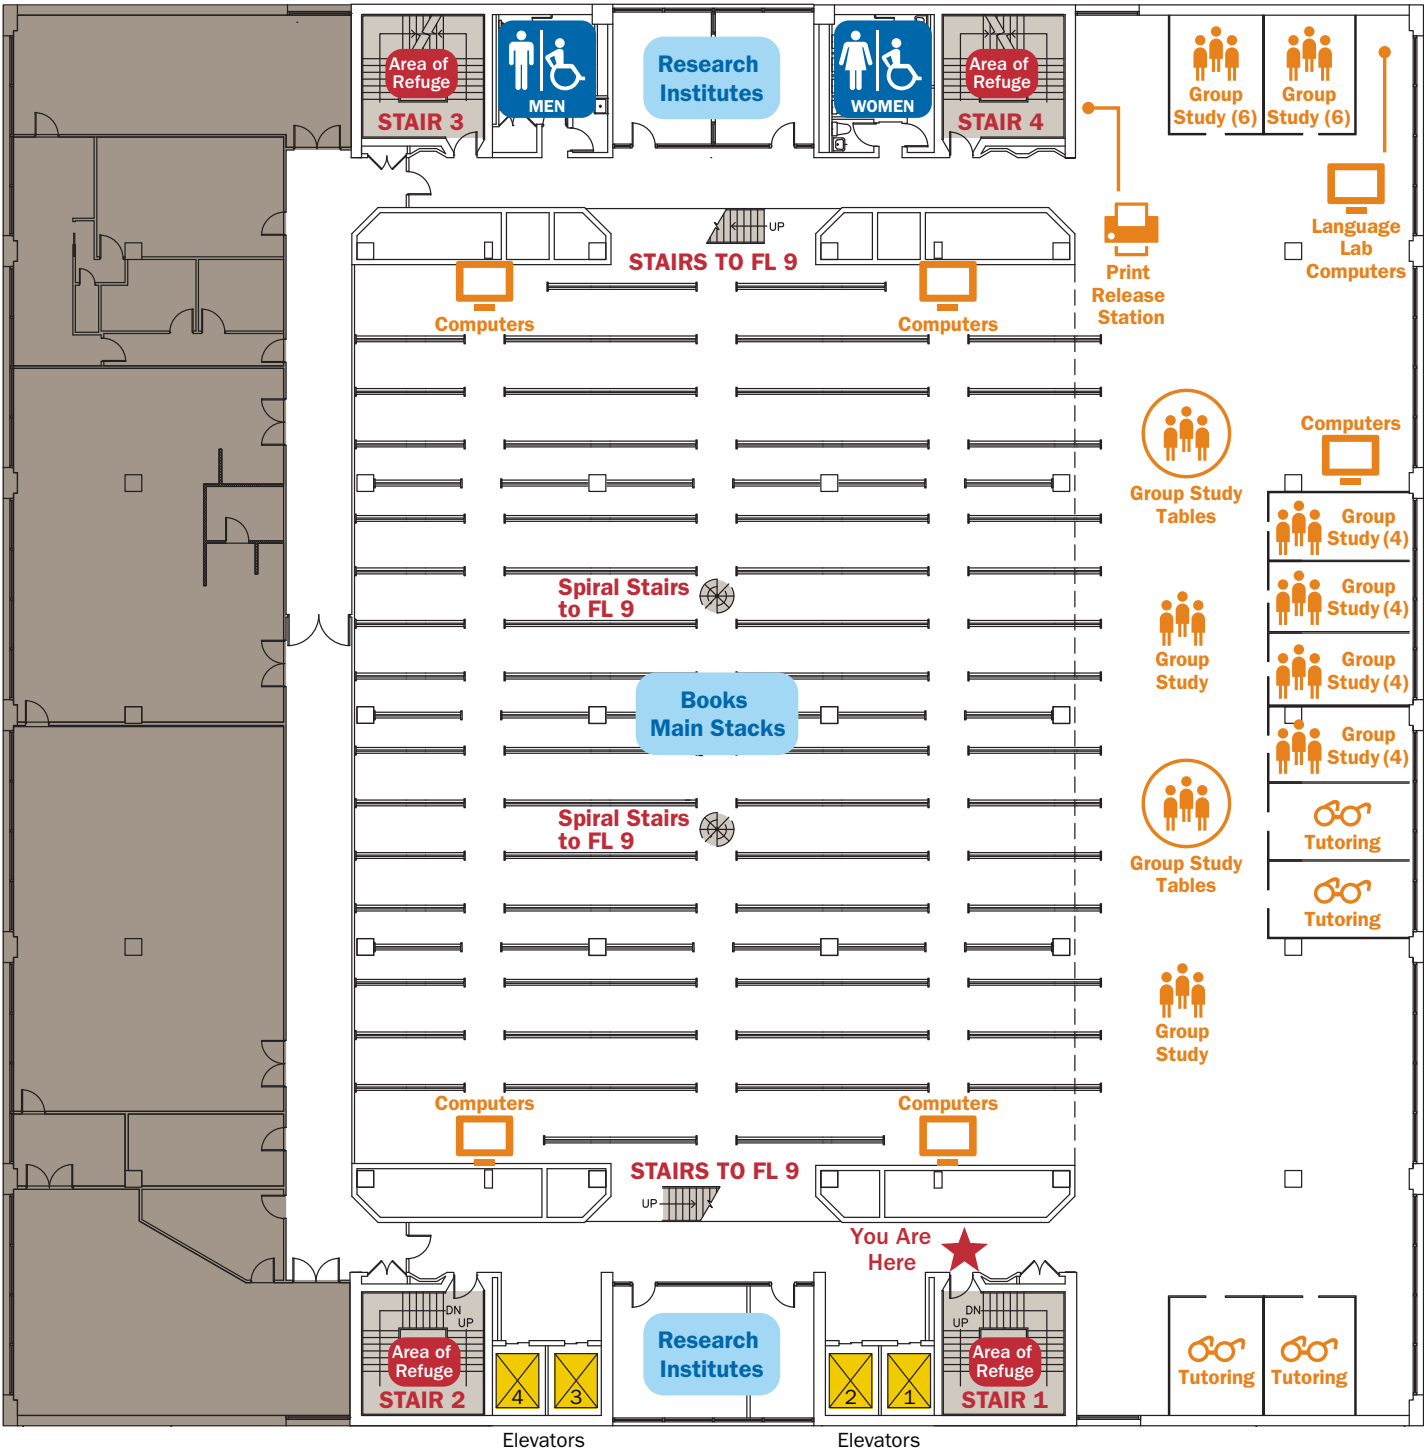 Area of
Refuge
STAIR 3
MEN
Research
Institutes
WOMEN
Area of
Refuge
STAIR 4
Group
Study (6)
Group
Study (6)
Language
Lab
Computers
Print
Release
Station
UP
STAIRS TO FL 9
Computers
Computers
Computers
Group Study
Tables
Group
Study (4)
Group
Study (4)
Group
Study (4)
Group
Study (4)
Spiral Stairs
to FL 9
Group
Study
Books
Main Stacks
Spiral Stairs
to FL 9
Group Study
Tables
Tutoring
Tutoring
Group
Study
Computers
Computers
STAIRS TO FL 9
UP
You Are
Here
DN
UP
Area of
Refuge
STAIR 2
4
3
Research
Institutes
2
1
DN
UP
Area of
Refuge
STAIR 1
Tutoring
Tutoring
Elevators
Elevators